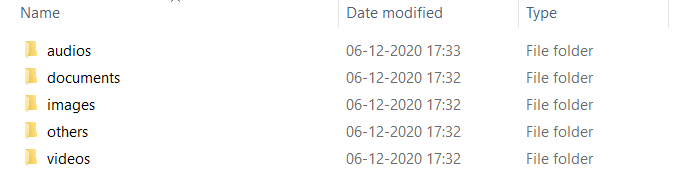 Name Date modified Type
audios 06-12-2020 17:33 File folder
documents 06-12-2020 17:32 File folder
images 06-12-2020 17:32 File folder
others 06-12-2020 17:32 File folder
videos 06-12-2020 17:32 File folder